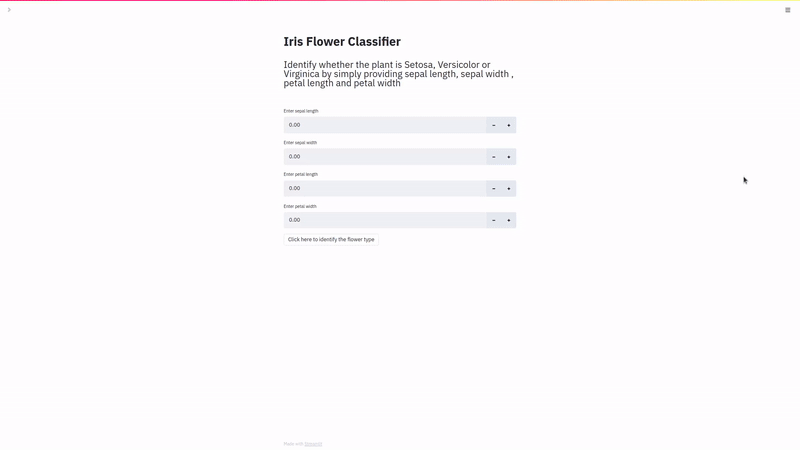 Iris Flower Classifier
Identify whether the plant is Setosa, Versicolor or
Virginica by simply providing sepal length, sepal width ,
petal length and petal width
Enter sepal length
0.00
Enter sepal width
0.00
Enter petal length
0.00
Enter petal width
0.00
Click here to identify the flower type
Made with Streamlit